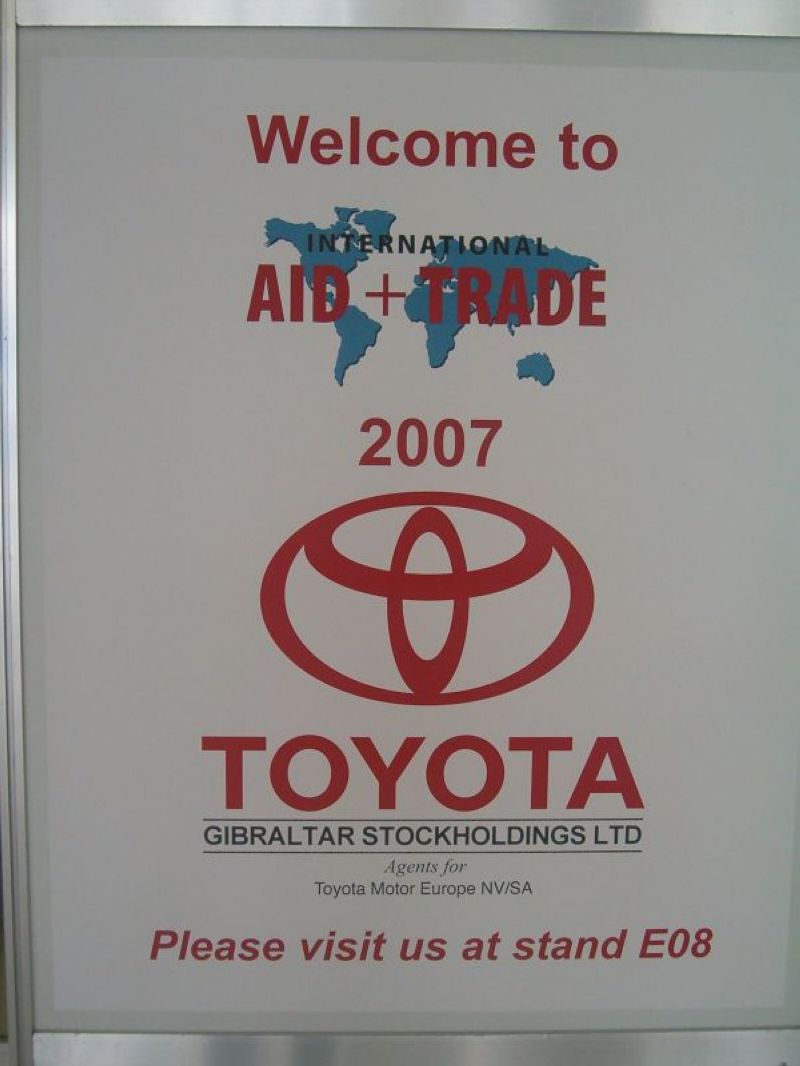 Welcome to
INTERNATIONAL
AID + TRADE
2007
TOYOTA
GIBRALTAR STOCKHOLDINGS LTD
Agents for
Toyota Motor Europe NV/SA
Please visit us at stand E08